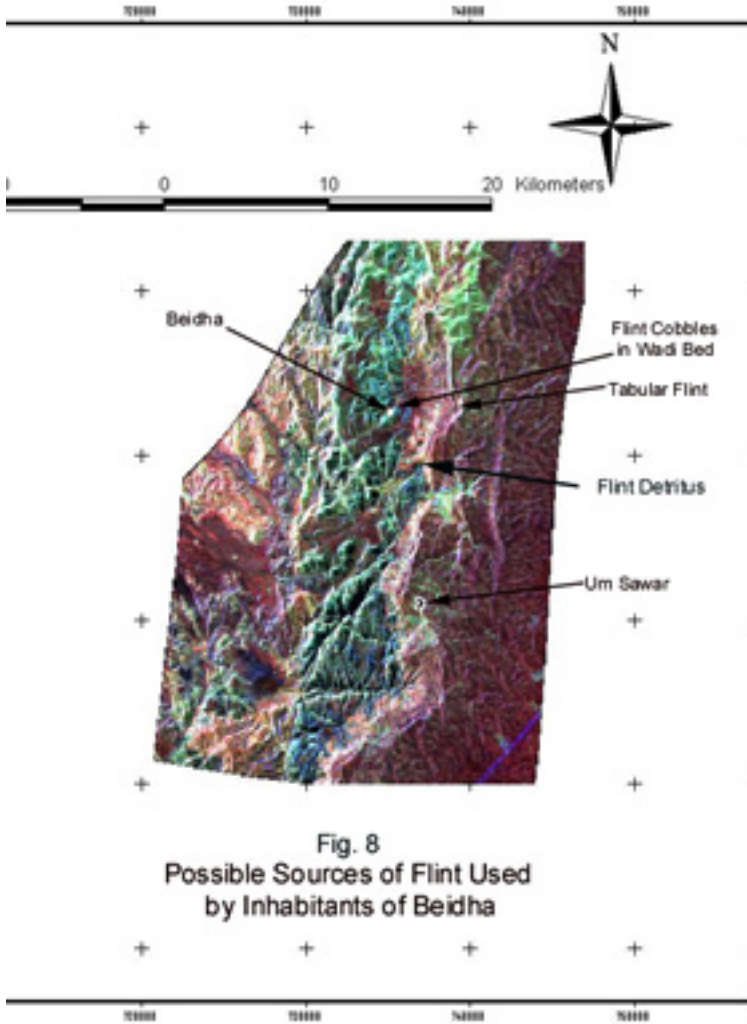 N
0 10 20 Kilometers
Beidha
Flint Cobbles
in Wadi Bed
Tabular Flint
Flint Detritus
Um Sawar
Fig. 8
Possible Sources of Flint Used
by Inhabitants of Beidha